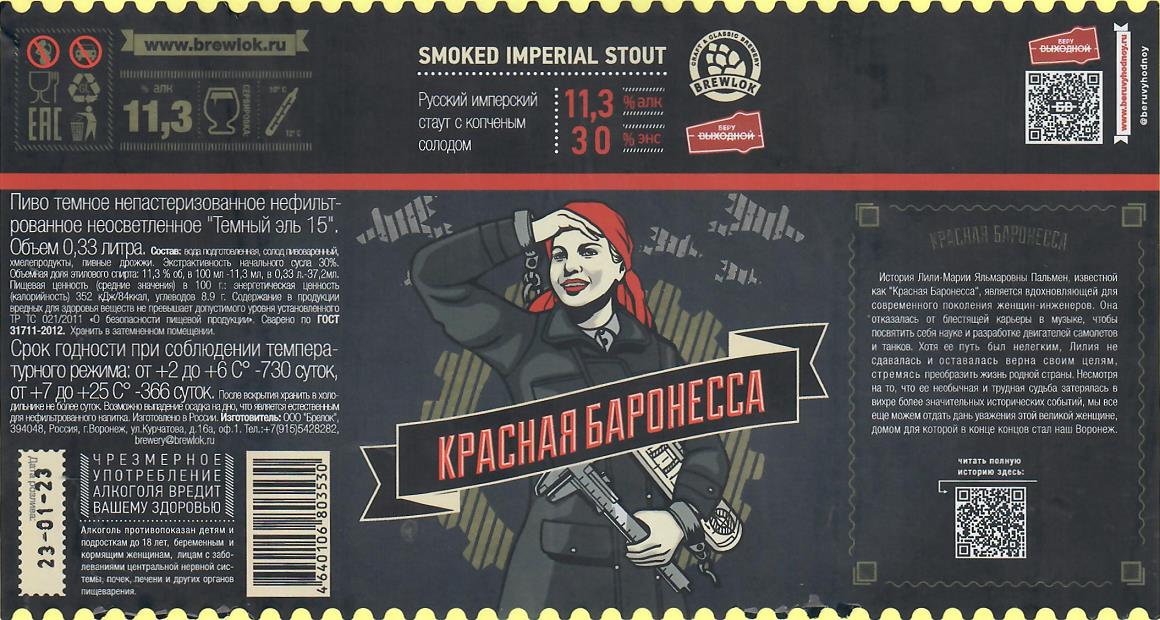 www.brewlok.ru
% алк
11,3
СЕРВИРОВКА
10°C
12°C
EAC
GL
SMOKED IMPERIAL STOUT
Русский имперский
стаут с копченым
солодом
11,3 % алк
30 % энс
CRAFT & CLASSIC BREWERY
BREWLOK
БЕРУ
ВЫХОДНОЙ
БЕРУ
ВЫХОДНОЙ
www.beruvyhodnoy.ru
@beruvyhodnoy
Пиво темное непастеризованное нефильт-
рованное неосветленное "Темный эль 15".
Объем 0,33 литра. Состав: вода подготовленная, солод пивоваренный,
хмелепродукты, пивные дрожжи. Экстрактивность начального сусла 30%.
Объемная доля этилового спирта: 11,3 % об, в 100 мл -11,3 мл, в 0,33 л.-37,2мл.
Пищевая ценность (средние значения) в 100 г.: энергетическая ценность
(калорийность) 352 кДж/84ккал, углеводов 8.9 г. Содержание в продукции
вредных для здоровья веществ не превышает допустимого уровня установленного
ТР ТС 021/2011 «О безопасности пищевой продукции». Сварено по ГОСТ
31711-2012. Хранить в затемненном помещении.
Срок годности при соблюдении темпера-
турного режима: от +2 до +6 С° -730 суток,
от +7 до +25 С° -366 суток. После вскрытия хранить в холо-
дильнике не более суток. Возможно выпадение осадка на дно, что является естественным
для нефильтрованного напитка. Изготовлено в России. Изготовитель: ООО "Брелок",
394048, Россия, г.Воронеж, ул.Курчатова, д.16а, оф.1. Тел.:+7(915)5428282,
brewery@brewlok.ru
Дата розлива:
23-01-23
ЧРЕЗМЕРНОЕ
УПОТРЕБЛЕНИЕ
АЛКОГОЛЯ ВРЕДИТ
ВАШЕМУ ЗДОРОВЬЮ
Алкоголь противопоказан детям и
подросткам до 18 лет, беременным и
кормящим женщинам, лицам с забо-
леваниями центральной нервной сис-
темы, почек, печени и других органов
пищеварения.
4 640106 803530
КРАСНАЯ БАРОНЕССА
КРАСНАЯ БАРОНЕССА
История Лили-Марии Яльмаровны Пальмен, известной
как "Красная Баронесса", является вдохновляющей для
современного поколения женщин-инженеров. Она
отказалась от блестящей карьеры в музыке, чтобы
посвятить себя науке и разработке двигателей самолетов
и танков. Хотя ее путь был нелегким, Лилия не
сдавалась и оставалась верна своим целям,
стремясь преобразить жизнь родной страны. Несмотря
на то, что ее необычная и трудная судьба затерялась в
вихре более значительных исторических событий, мы все
еще можем отдать дань уважения этой великой женщине,
домом для которой в конце концов стал наш Воронеж.
читать полную
историю здесь: